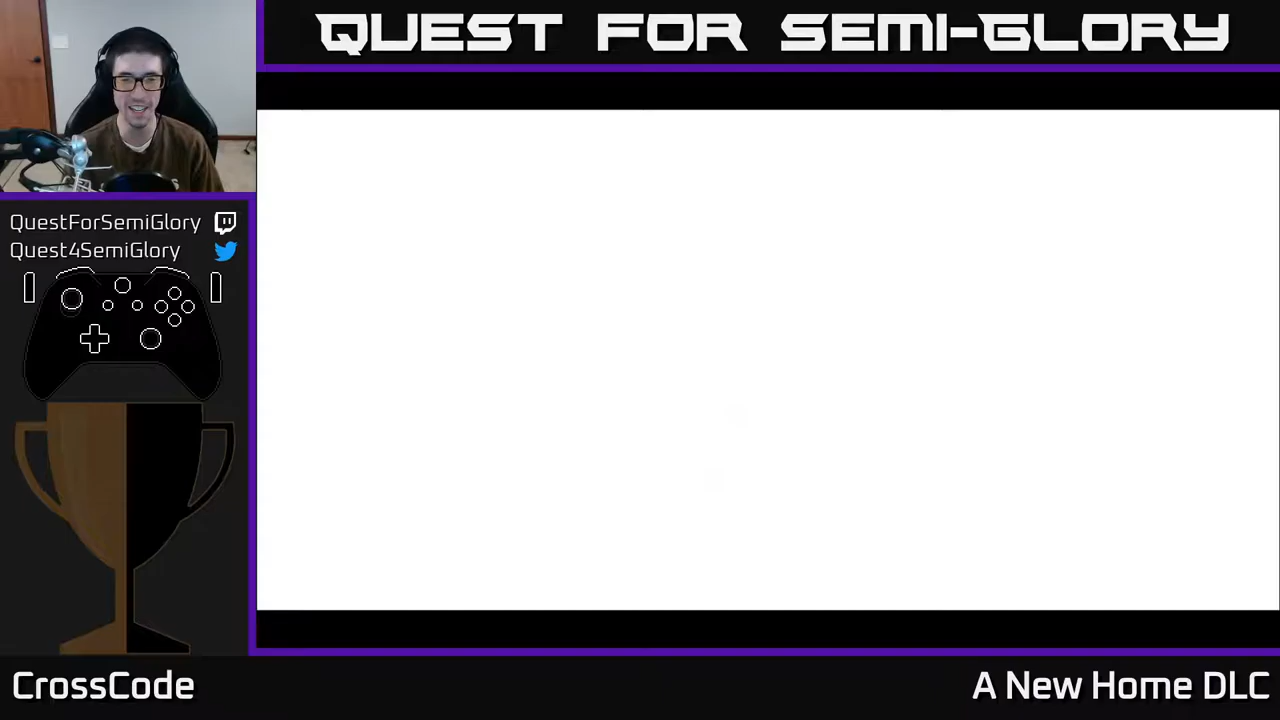 QUEST FOR SEMI-GLORY
QuestForSemiGlory
Quest4SemiGlory
CrossCode
A New Home DLC